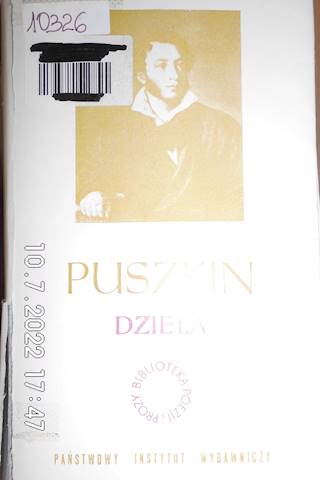 10326
PUSZKIN
DZIEŁA
BIBLIOTEKA POEZJI I PROZY
PAŃSTWOWY INSTYTUT WYDAWNICZY
10.7.2022 17:47